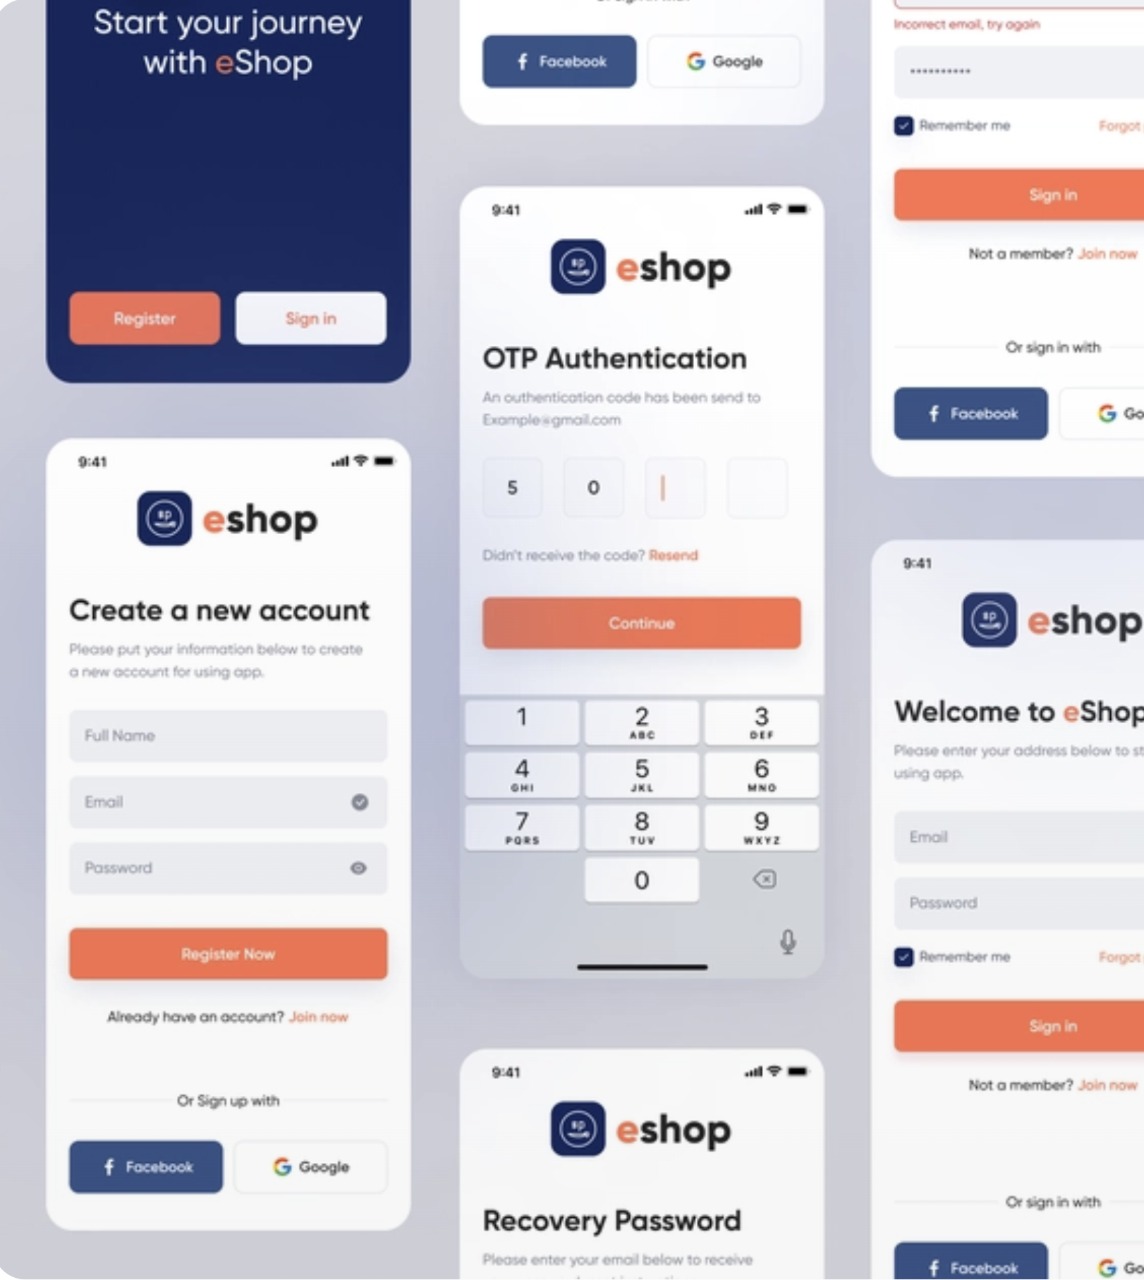 Start your journey
with eShop
Register
Sign in
9:41
sp
eshop
Create a new account
Please put your information below to create
a new account for using app.
Full Name
Email
Password
Register Now
Already have an account? Join now
Or Sign up with
Facebook
Google
Facebook
Google
9:41
sp
eshop
OTP Authentication
An authentication code has been send to
Example@gmail.com
5
0
Didn't receive the code? Resend
Continue
1
2
ABC
3
DEF
4
GHI
5
JKL
6
MNO
7
PQRS
8
TUV
9
WXYZ
0
9:41
sp
eshop
Recovery Password
Please enter your email below to receive
Incorrect email, try again
••••••••••
Remember me
Forgot
Sign in
Not a member? Join now
Or sign in with
Facebook
Go
9:41
sp
eshop
Welcome to eShop
Please enter your address below to st
using app.
Email
Password
Remember me
Forgot
Sign in
Not a member? Join now
Or sign in with
Facebook
Go